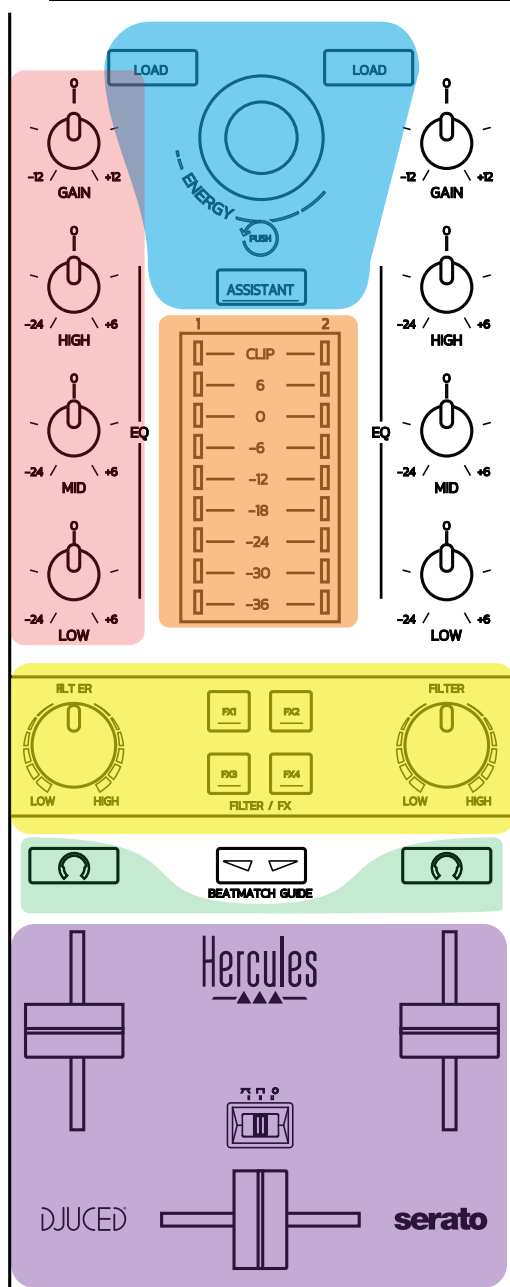 LOAD LOAD
0 0
-12 +12 -12 +12
GAIN GAIN
ENERGY
PUSH
0 0
ASSISTANT
-24 +6 -24 +6
HIGH HIGH
1 2
CLIP
6
0
-6
-12
-18
-24
-30
-36
0 0
EQ EQ
-24 +6 -24 +6
MID MID
0 0
-24 +6 -24 +6
LOW LOW
FILTER FILTER
FX1 FX2
FX3 FX4
LOW HIGH LOW HIGH
FILTER / FX
BEATMATCH GUIDE
Hercules
DJUCED serato